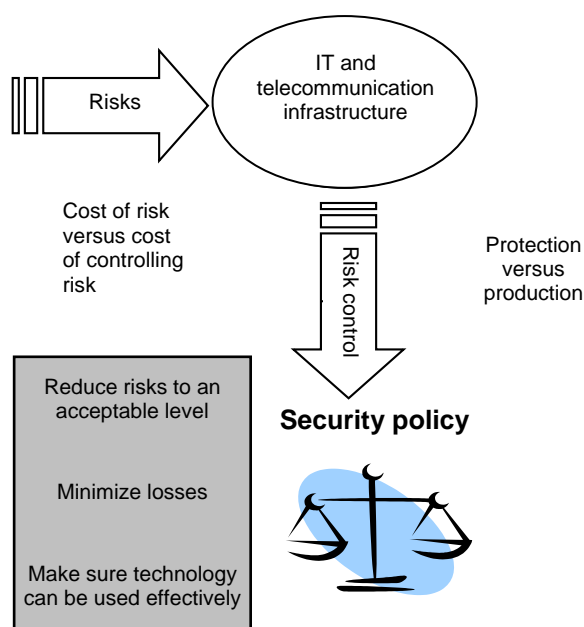 IT and
telecommunication
infrastructure
Risks
Cost of risk
versus cost
of controlling
risk
Risk control
Protection
versus
production
Reduce risks to an
acceptable level
Minimize losses
Make sure technology
can be used effectively
Security policy